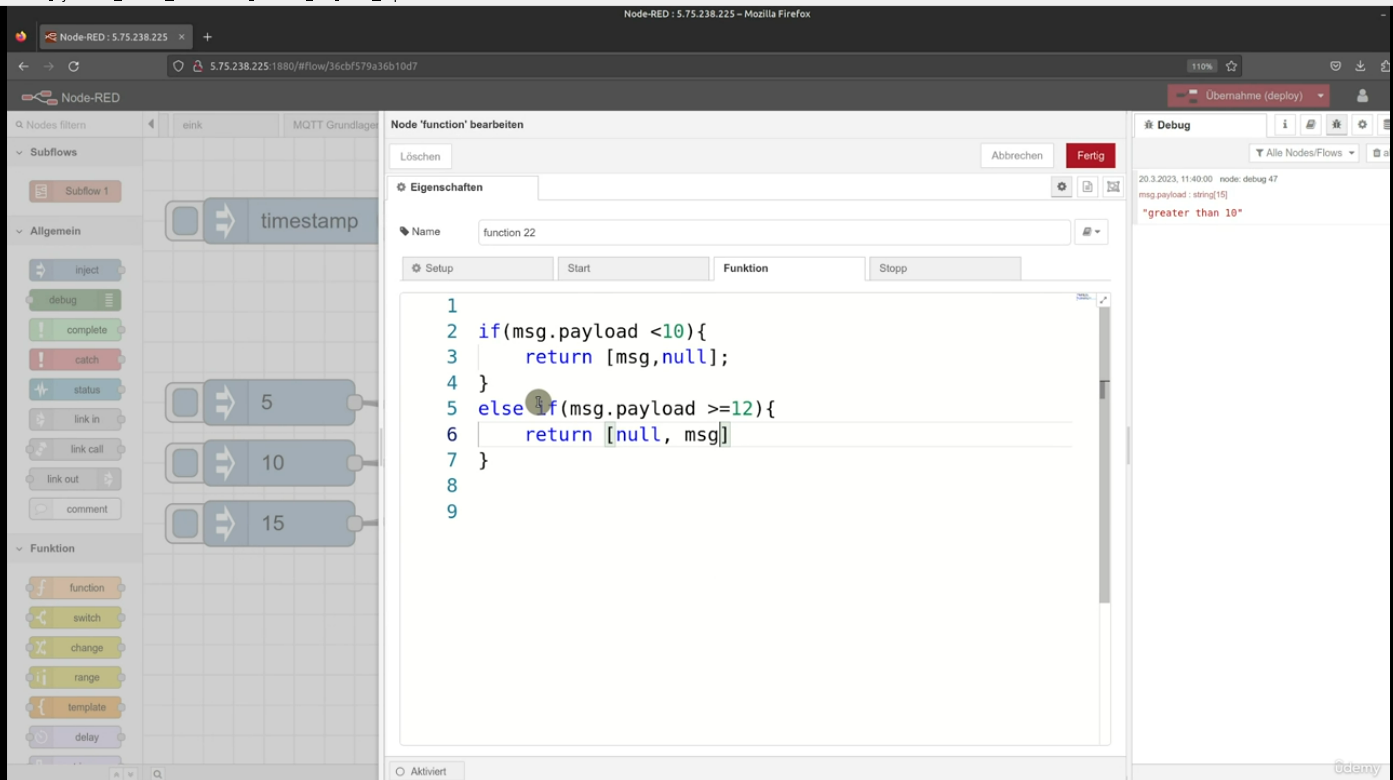 Node-RED : 5.75.238.225 – Mozilla Firefox
Node-RED : 5.75.238.225 × +
5.75.238.225:1880/#flow/36cbf579a36b10d7 110%
Node-RED Übernahme (deploy)
Nodes filtern
eink MQTT Grundlagen
Node 'function' bearbeiten
Debug
i
Subflows
Löschen Abbrechen Fertig
Alle Nodes/Flows
Subflow 1
Eigenschaften
20.3.2023, 11:40:00 node: debug 47
msg.payload : string[15]
"greater than 10"
timestamp
Allgemein
Name function 22
inject
Setup Start Funktion Stopp
debug
complete
catch
status
link in
link call
link out
comment
5
10
15
1
2 if(msg.payload <10){
3 return [msg,null];
4 }
5 else if(msg.payload >=12){
6 return [null, msg]
7 }
8
9
Funktion
function
switch
change
range
template
delay
Aktiviert
ûdemy